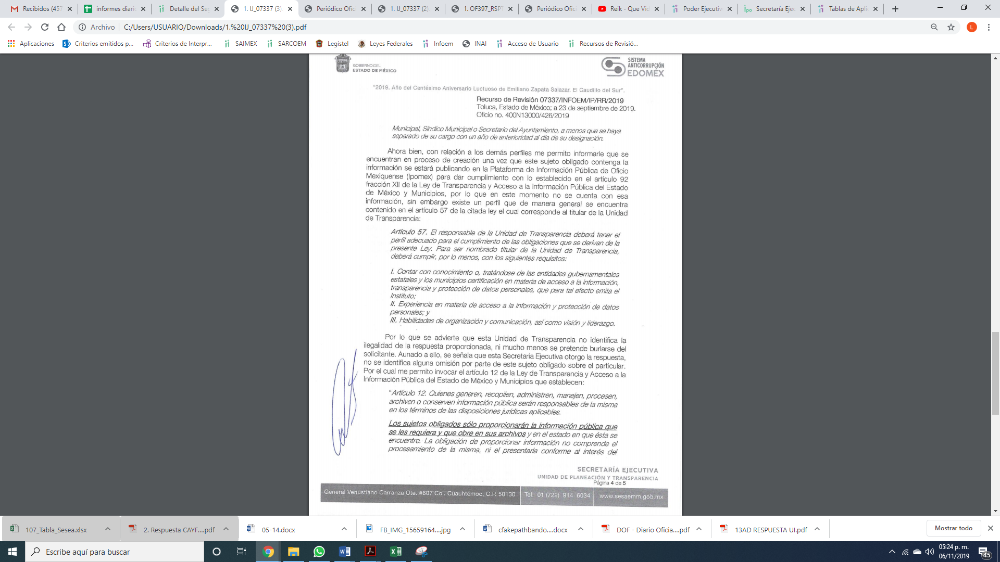 Recibidos (457
informes diari
Detalle del Seg
1. IJ_07337 (3)
Periódico Ofici
1. IJ_07337 (2)
1. OF397_RSPT
Periódico Ofici
Reik - Que Vid
Poder Ejecutiv
Secretaría Ejec
Tablas de Apli
Archivo
C:/Users/USUARIO/Downloads/1.%20IJ_07337%20(3).pdf
L
Aplicaciones
Criterios emitidos p...
Criterios de Interpr...
SAIMEX
SARCOEM
Legistel
Leyes Federales
Infoem
INAI
Acceso de Usuario
Recursos de Revisió...
GOBIERNO DEL
ESTADO DE MÉXICO
SISTEMA
ANTICORRUPCIÓN
EDOMÉX
"2019. Año del Centésimo Aniversario Luctuoso de Emiliano Zapata Salazar. El Caudillo del Sur".
Recurso de Revisión 07337/INFOEM/IP/RR/2019
Toluca, Estado de México; a 23 de septiembre de 2019.
Oficio no. 400N13000/426/2019
Municipal, Síndico Municipal o Secretario del Ayuntamiento, a menos que se haya
separado de su cargo con un año de anterioridad al día de su designación.
Ahora bien, con relación a los demás perfiles me permito informarle que se
encuentran en proceso de creación una vez que este sujeto obligado contenga la
información se estará publicando en la Plataforma de Información Pública de Oficio
Mexiquense (Ipomex) para dar cumplimiento con lo establecido en el artículo 92
fracción XII de la Ley de Transparencia y Acceso a la Información Pública del Estado
de México y Municipios, por lo que en este momento no se cuenta con esa
información, sin embargo existe un perfil que de manera general se encuentra
contenido en el artículo 57 de la citada ley el cual corresponde al titular de la Unidad
de Transparencia:
Artículo 57. El responsable de la Unidad de Transparencia deberá tener el
perfil adecuado para el cumplimiento de las obligaciones que se derivan de la
presente Ley. Para ser nombrado titular de la Unidad de Transparencia,
deberá cumplir, por lo menos, con los siguientes requisitos:
I. Contar con conocimiento o, tratándose de las entidades gubernamentales
estatales y los municipios certificación en materia de acceso a la información,
transparencia y protección de datos personales, que para tal efecto emita el
Instituto;
II. Experiencia en materia de acceso a la información y protección de datos
personales; y
III. Habilidades de organización y comunicación, así como visión y liderazgo.
Por lo que se advierte que esta Unidad de Transparencia no identifica la
ilegalidad de la respuesta proporcionada, ni mucho menos se pretende burlarse del
solicitante. Aunado a ello, se señala que esta Secretaría Ejecutiva otorgo la respuesta,
no se identifica alguna omisión por parte de este sujeto obligado sobre el particular.
Por el cual me permito invocar el artículo 12 de la Ley de Transparencia y Acceso a la
Información Pública del Estado de México y Municipios que establecen:
"Artículo 12. Quienes generen, recopilen, administren, manejen, procesen,
archiven o conserven información pública serán responsables de la misma
en los términos de las disposiciones jurídicas aplicables.
Los sujetos obligados sólo proporcionarán la información pública que
se les requiera y que obre en sus archivos y en el estado en que ésta se
encuentre. La obligación de proporcionar información no comprende el
procesamiento de la misma, ni el presentarla conforme al interés del
SECRETARÍA EJECUTIVA
UNIDAD DE PLANEACIÓN Y TRANSPARENCIA
Página 4 de 5
General Venustiano Carranza Ote. #607 Col. Cuauhtémoc, C.P. 50130
Tel: 01 (722) 914 6034
www.sesaemm.gob.mx
107_Tabla_Sesea.xlsx
2. Respuesta CAYF....pdf
05-14.docx
FB_IMG_15659164....jpg
cfakepathbando....docx
DOF - Diario Oficia....pdf
13AD RESPUESTA UI.pdf
Mostrar todo
Escribe aquí para buscar
05:24 p. m.
06/11/2019
45